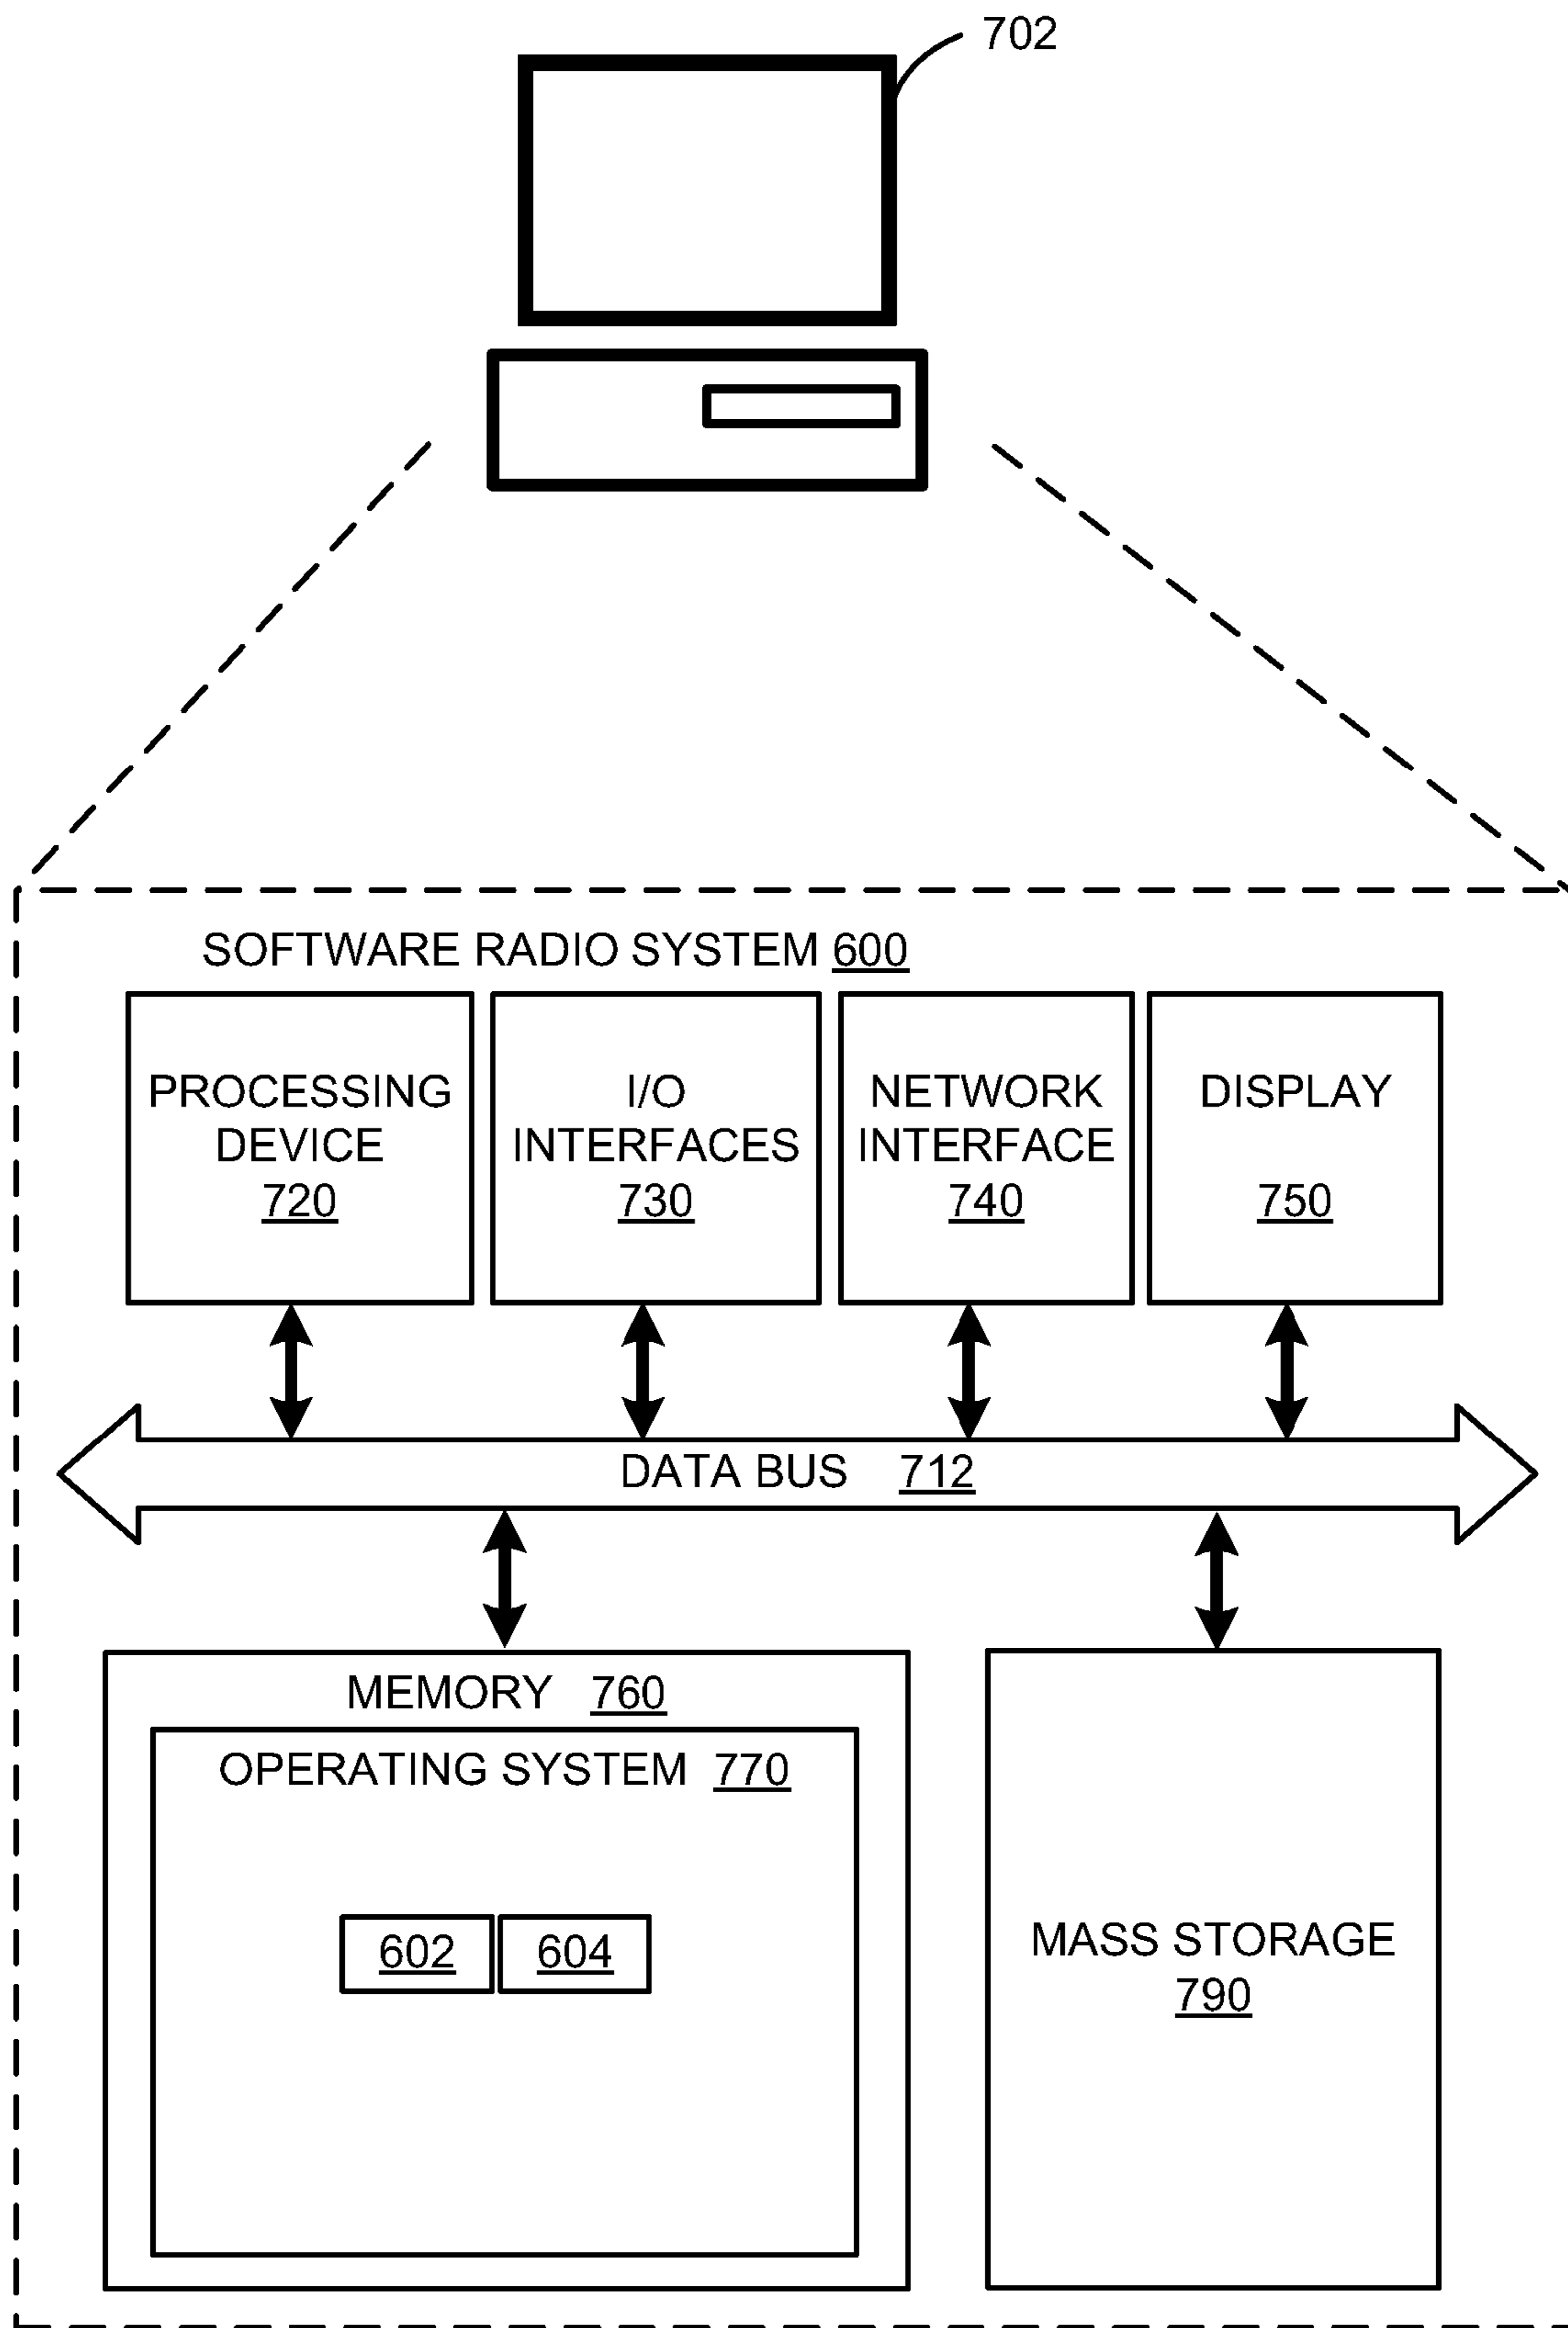 702
SOFTWARE RADIO SYSTEM 600
PROCESSING
DEVICE
720
I/O
INTERFACES
730
NETWORK
INTERFACE
740
DISPLAY
750
DATA BUS 712
MEMORY 760
OPERATING SYSTEM 770
602
604
MASS STORAGE
790